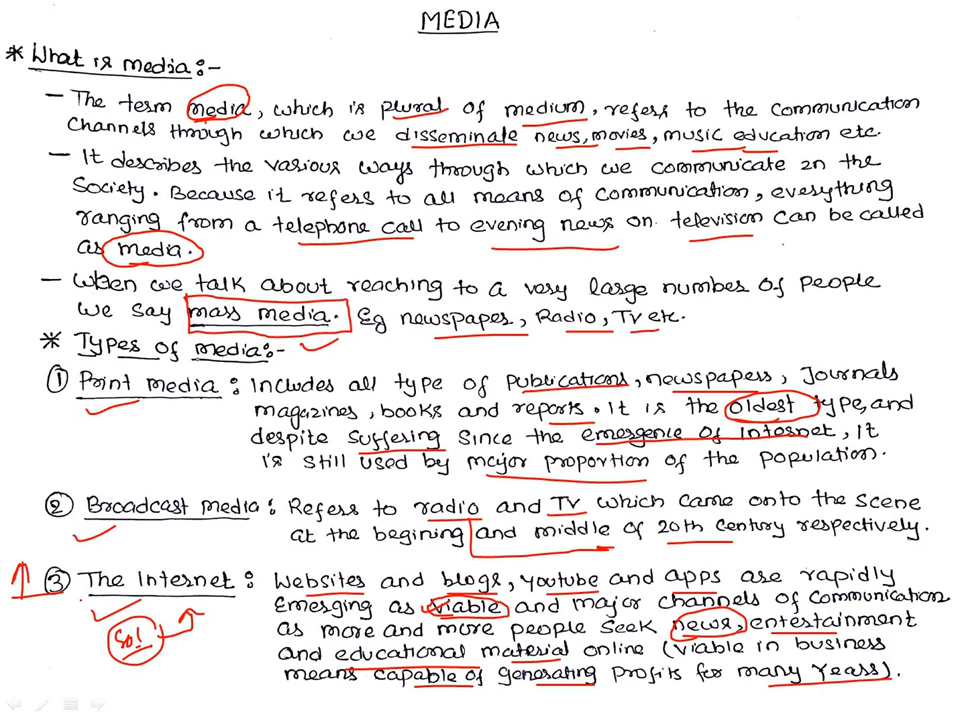 MEDIA
* What is media:-
- The term media, which is plural of medium, refers to the communication
channels through which we disseminate news, movies, music education etc.
- It describes the various ways through which we communicate in the
society. Because it refers to all means of communication, everything
ranging from a telephone call to evening news on television can be called
as media.
- When we talk about reaching to a very large number of people
we say mass media. Eg newspapers, Radio, TV etc.
* Types of media:-
① Print media: Includes all type of publications, newspapers, Journals
magazines, books and reports. It is the oldest type, and
despite suffering since the emergence of Internet, it
is still used by major proportion of the population.
② Broadcast media: Refers to radio and TV which came onto the scene
at the begining and middle of 20th century respectively.
③ The Internet: Websites and blogs, youtube and apps are rapidly
Emerging as viable and major channels of communication
as more and more people seek news, entertainment
and educational material online (viable in business
means capable of generating profits for many years).